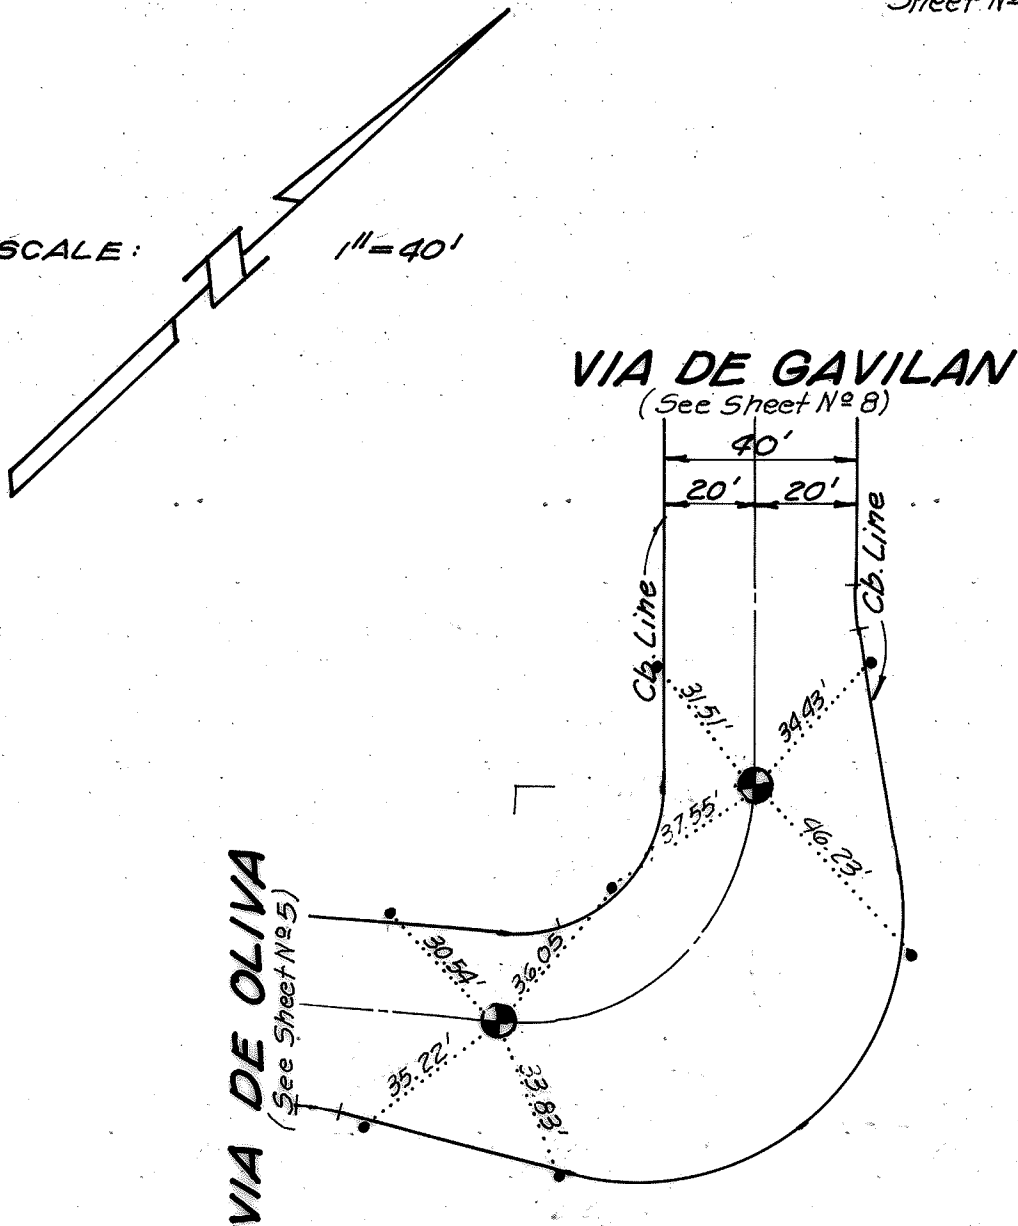 Sheet Nº
SCALE: 1"=40'
VIA DE GAVILAN
(See Sheet Nº 8)
40'
20' 20'
Cb. Line
Cb. Line
31.51'
34.43'
37.55'
46.23'
VIA DE OLIVA
(See Sheet Nº 5)
30.54'
36.05'
35.22'
33.83'